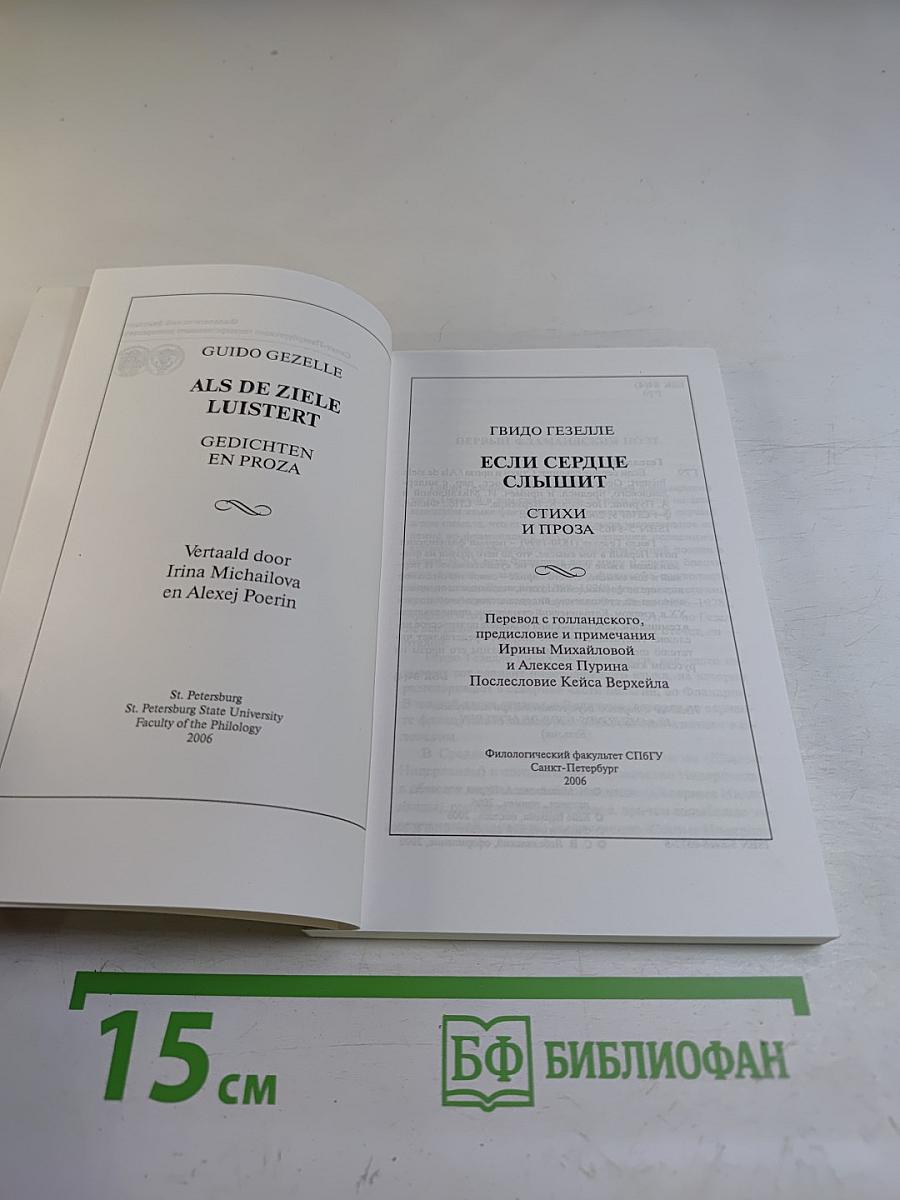 GUIDO GEZELLE
ALS DE ZIELE
LUISTERT
GEDICHTEN
EN PROZA
Vertaald door
Irina Michailova
en Alexej Poerin
St. Petersburg
St. Petersburg State University
Faculty of the Philology
2006
ГВИДО ГЕЗЕЛЛЕ
ЕСЛИ СЕРДЦЕ
СЛЫШИТ
СТИХИ
И ПРОЗА
Перевод с голландского,
предисловие и примечания
Ирины Михайловой
и Алексея Пурина
Послесловие Кейса Верхейла
Филологический факультет СПбГУ
Санкт-Петербург
2006
15 см
БФ БИБЛИОФАН